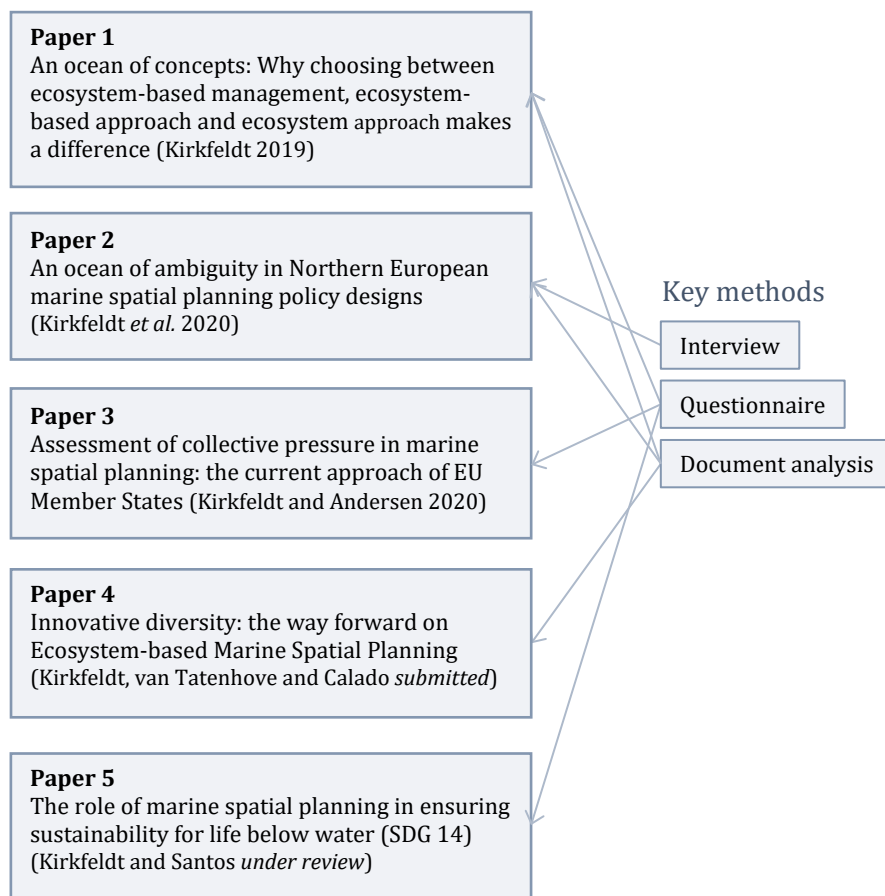 Paper 1
An ocean of concepts: Why choosing between
ecosystem-based management, ecosystem-
based approach and ecosystem approach makes
a difference (Kirkfeldt 2019)
Paper 2
An ocean of ambiguity in Northern European
marine spatial planning policy designs
(Kirkfeldt et al. 2020)
Paper 3
Assessment of collective pressure in marine
spatial planning: the current approach of EU
Member States (Kirkfeldt and Andersen 2020)
Paper 4
Innovative diversity: the way forward on
Ecosystem-based Marine Spatial Planning
(Kirkfeldt, van Tatenhove and Calado submitted)
Paper 5
The role of marine spatial planning in ensuring
sustainability for life below water (SDG 14)
(Kirkfeldt and Santos under review)
Key methods
Interview
Questionnaire
Document analysis